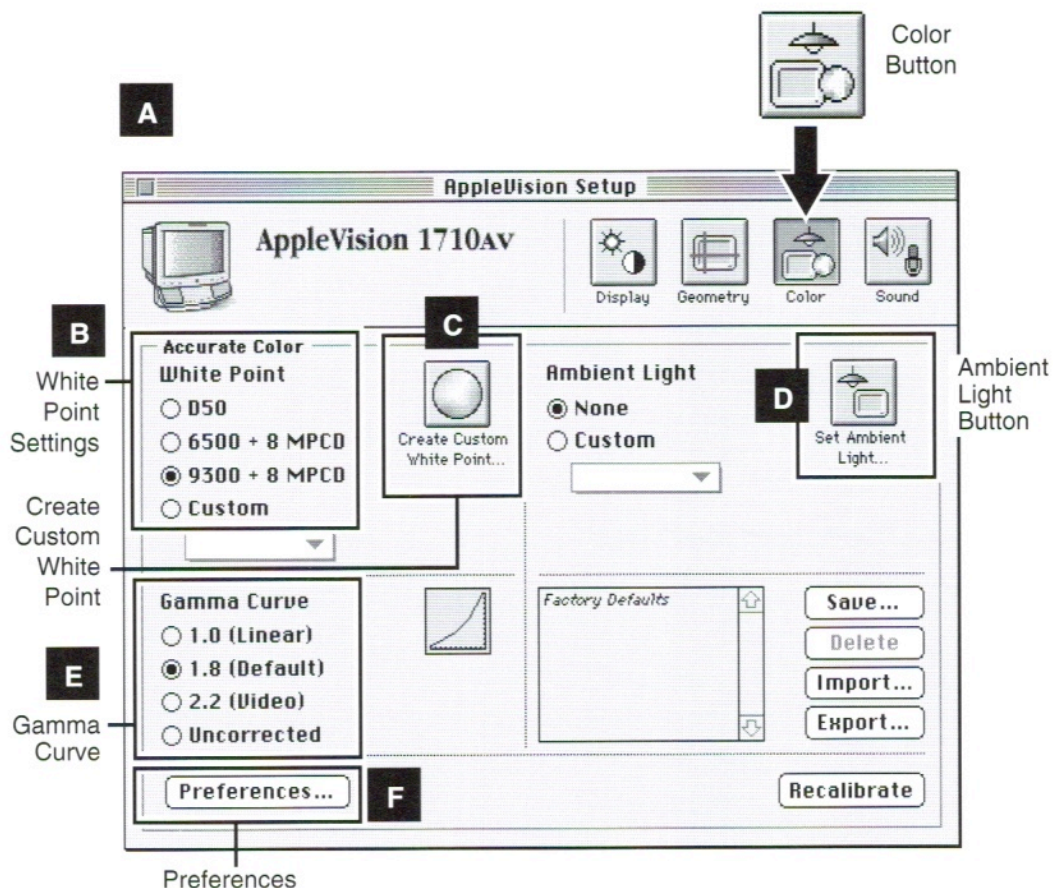 Color
Button
A
AppleVision Setup
AppleVision 1710AV
Display
Geometry
Color
Sound
B
White
Point
Settings
Accurate Color
White Point
D50
6500 + 8 MPCD
9300 + 8 MPCD
Custom
C
Create Custom
White Point...
Ambient Light
None
Custom
D
Set Ambient
Light...
Ambient
Light
Button
Create
Custom
White
Point
E
Gamma
Curve
Gamma Curve
1.0 (Linear)
1.8 (Default)
2.2 (Video)
Uncorrected
Factory Defaults
Save...
Delete
Import...
Export...
Preferences...
F
Recalibrate
Preferences